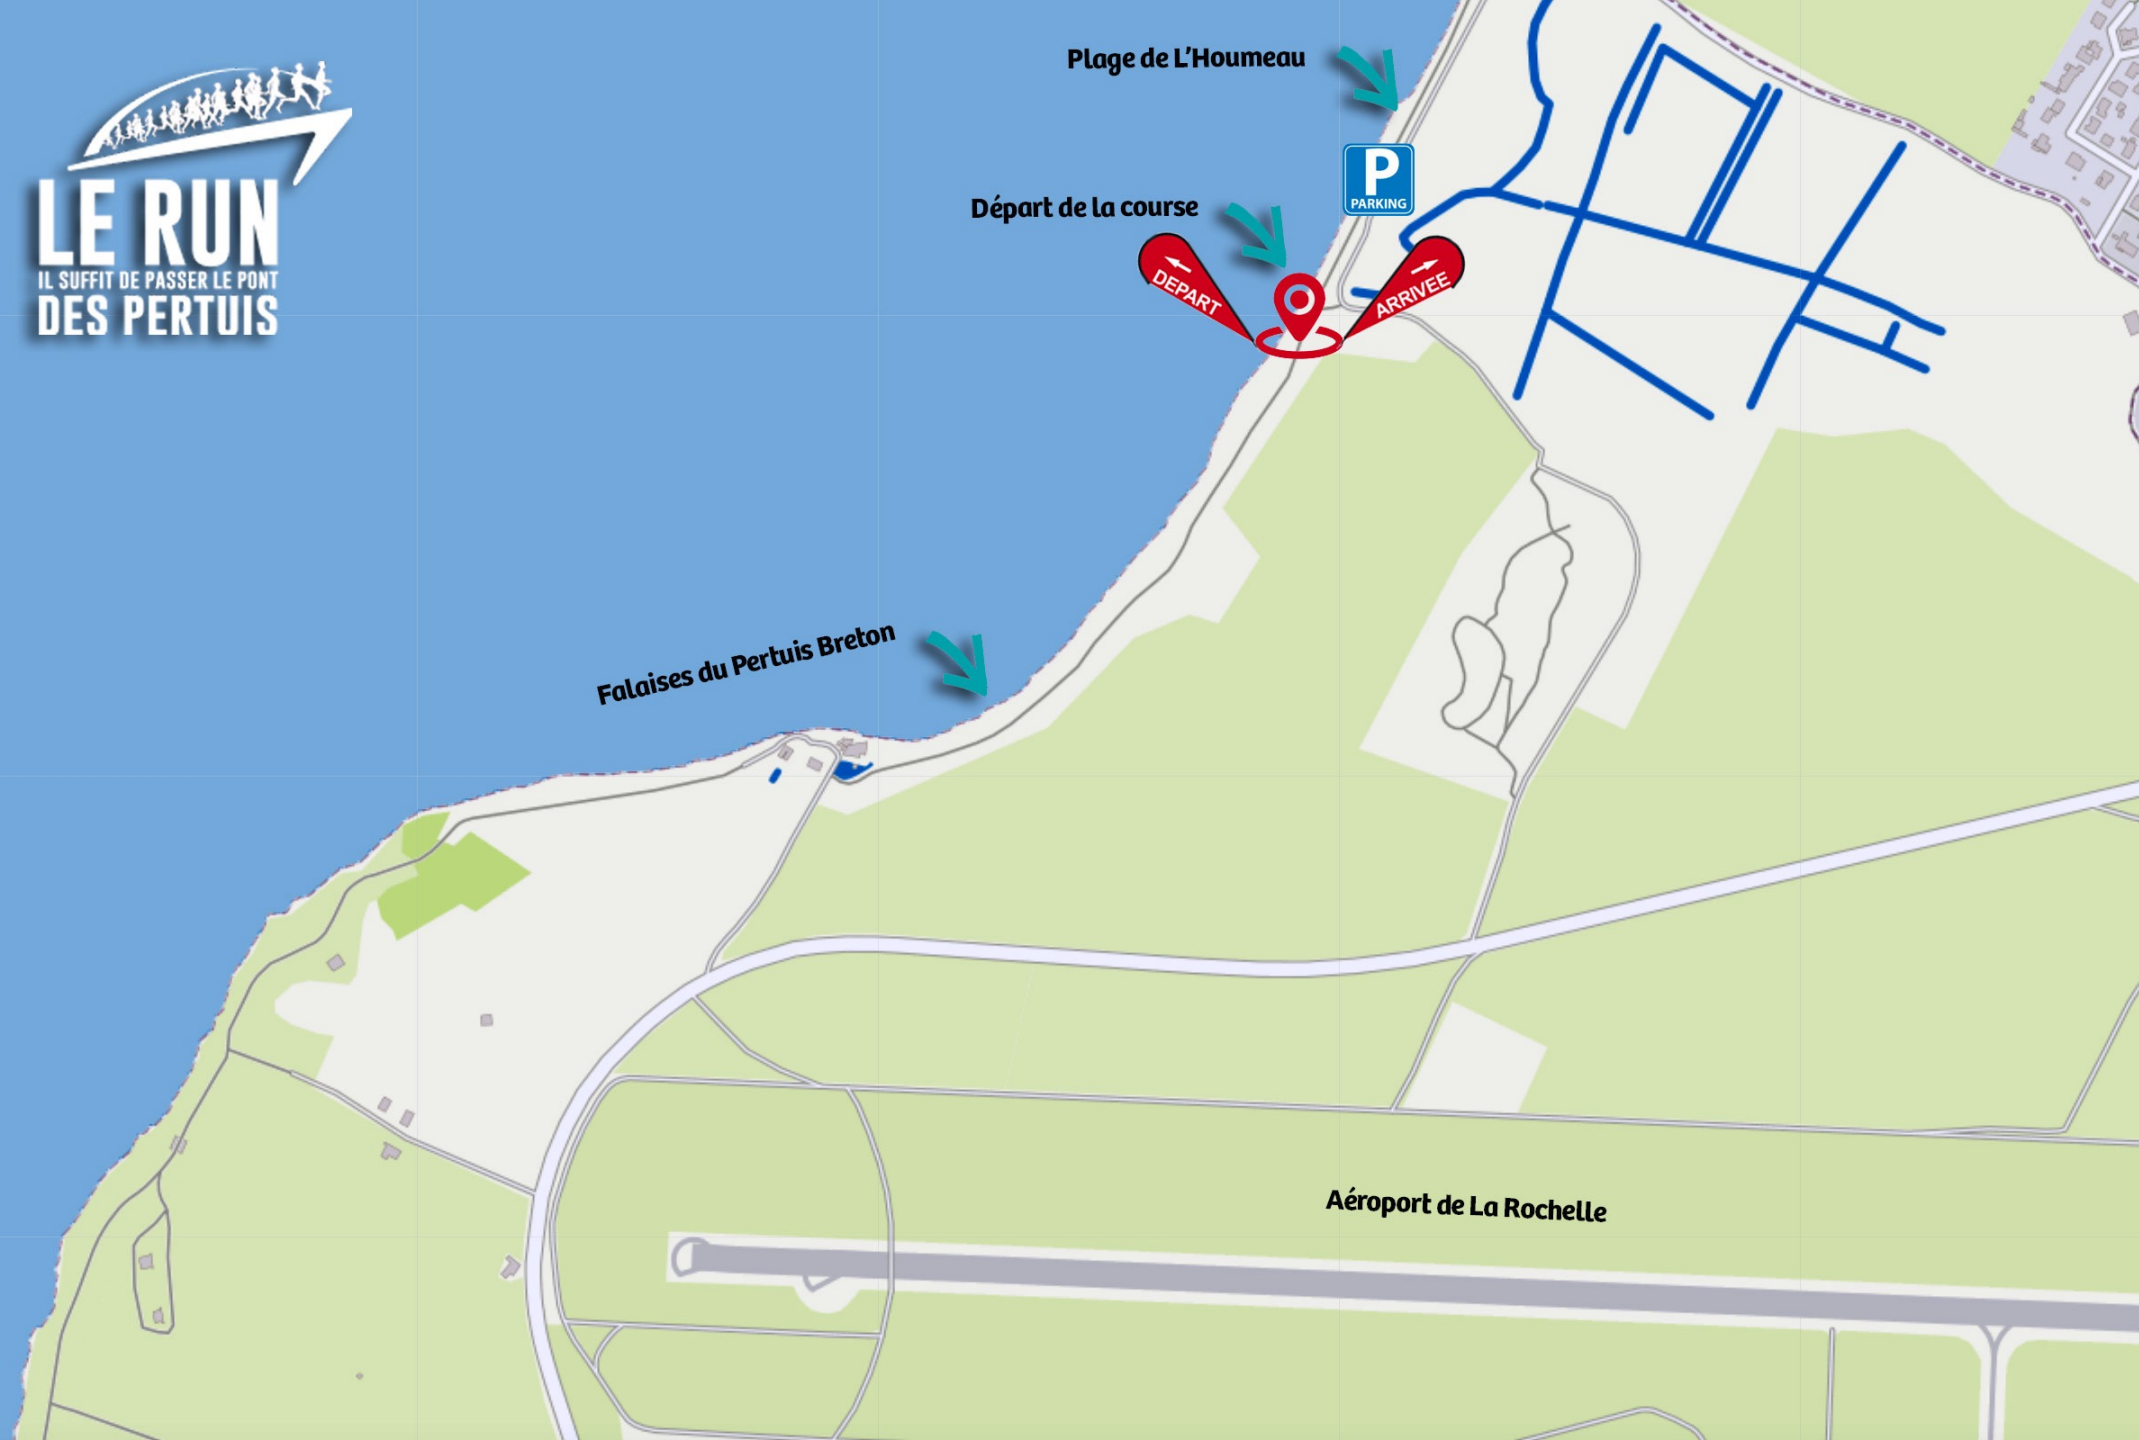 LE RUN
IL SUFFIT DE PASSER LE PONT
DES PERTUIS
Plage de L'Houmeau
P
PARKING
Départ de la course
DEPART
ARRIVEE
Falaises du Pertuis Breton
Aéroport de La Rochelle